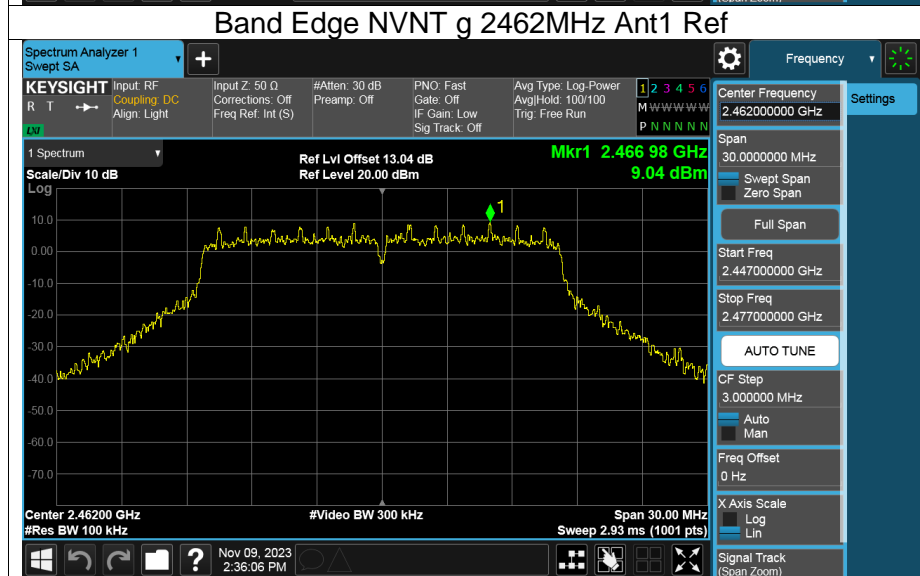 (Span Zoom)
Band Edge NVNT g 2462MHz Ant1 Ref
Spectrum Analyzer 1
Swept SA
Frequency
KEYSIGHT
R T
LXI
Input: RF
Coupling: DC
Align: Light
Input Z: 50 Ω
Corrections: Off
Freq Ref: Int (S)
#Atten: 30 dB
Preamp: Off
PNO: Fast
Gate: Off
IF Gain: Low
Sig Track: Off
Avg Type: Log-Power
Avg|Hold: 100/100
Trig: Free Run
1 2 3 4 5 6
M W W W W W
P N N N N N
1 Spectrum
Scale/Div 10 dB
Log
Ref Lvl Offset 13.04 dB
Ref Level 20.00 dBm
Mkr1 2.466 98 GHz
9.04 dBm
1
10.0
0.00
-10.0
-20.0
-30.0
-40.0
-50.0
-60.0
-70.0
Center 2.46200 GHz
#Res BW 100 kHz
#Video BW 300 kHz
Span 30.00 MHz
Sweep 2.93 ms (1001 pts)
Center Frequency
2.462000000 GHz
Span
30.0000000 MHz
Swept Span
Zero Span
Full Span
Start Freq
2.447000000 GHz
Stop Freq
2.477000000 GHz
AUTO TUNE
CF Step
3.000000 MHz
Auto
Man
Freq Offset
0 Hz
X Axis Scale
Log
Lin
Signal Track
(Span Zoom)
Settings
?
Nov 09, 2023
2:36:06 PM